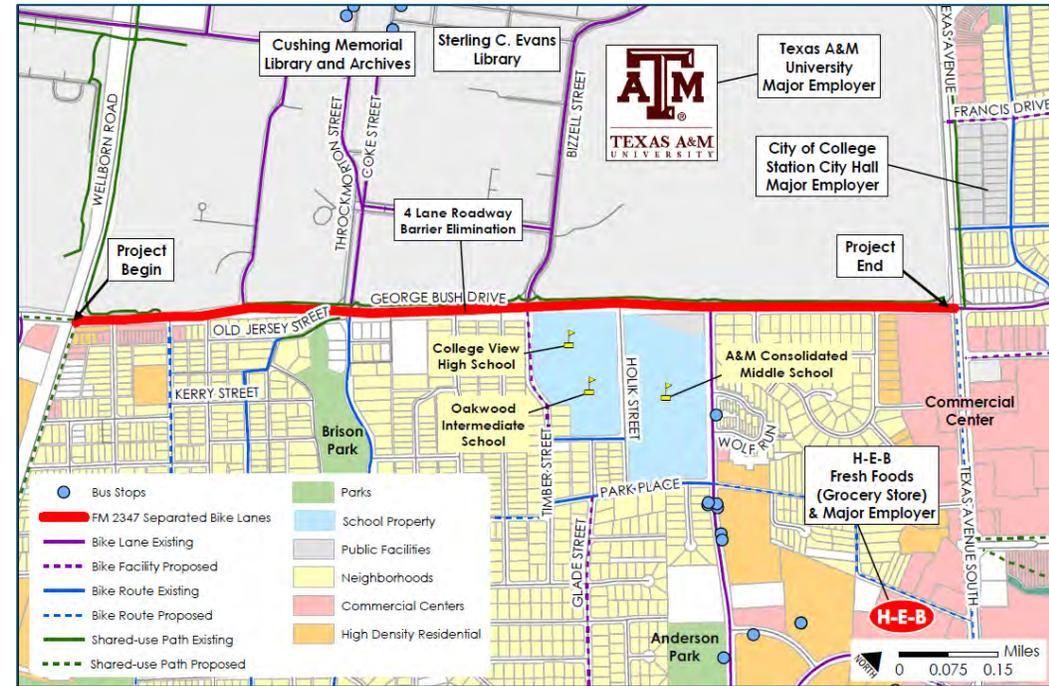 Cushing Memorial
Library and Archives
Sterling C. Evans
Library
ATM
®
TEXAS A&M
UNIVERSITY
Texas A&M
University
Major Employer
TEXAS AVENUE
FRANCIS DRIVE
WELLBORN ROAD
THROCKMORTON STREET
COKE STREET
BIZZELL STREET
City of College
Station City Hall
Major Employer
4 Lane Roadway
Barrier Elimination
Project
Begin
Project
End
GEORGE BUSH DRIVE
OLD JERSEY STREET
College View
High School
A&M Consolidated
Middle School
HOLIK STREET
KERRY STREET
Oakwood
Intermediate
School
Commercial
Center
Brison
Park
WOLF RUN
H-E-B
Fresh Foods
(Grocery Store)
& Major Employer
TIMBER STREET
PARK PLACE
GLADE STREET
TEXAS AVENUE SOUTH
Bus Stops
FM 2347 Separated Bike Lanes
Bike Lane Existing
Bike Facility Proposed
Bike Route Existing
Bike Route Proposed
Shared-use Path Existing
Shared-use Path Proposed
Parks
School Property
Public Facilities
Neighborhoods
Commercial Centers
High Density Residential
Anderson
Park
H-E-B
NORTH
Miles
0 0.075 0.15